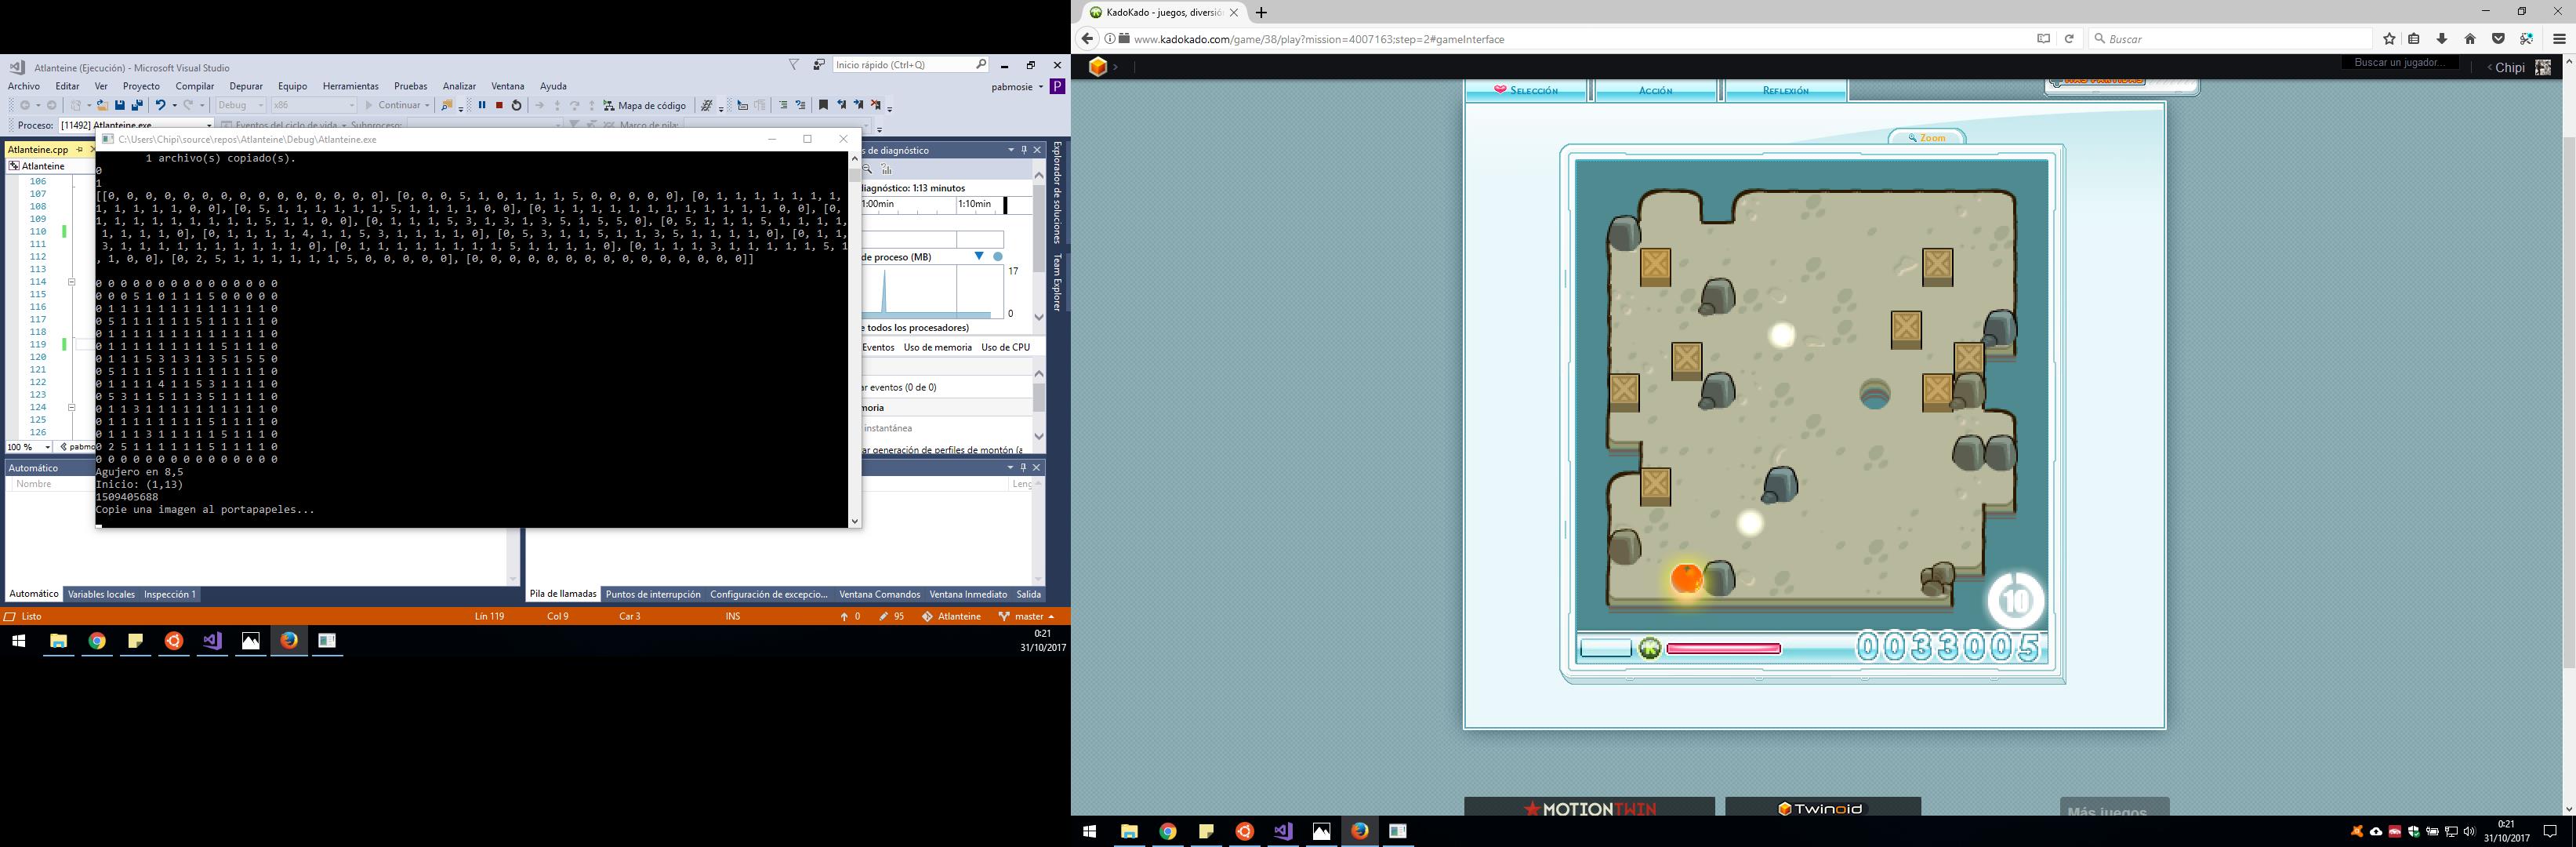 Atlanteine (Ejecución) - Microsoft Visual Studio
Inicio rápido (Ctrl+Q)
Archivo Editar Ver Proyecto Compilar Depurar Equipo Herramientas Pruebas Analizar Ventana Ayuda
pabmosie
P
Debug x86 Continuar Mapa de código
Proceso: [11492] Atlanteine.exe Eventos del ciclo de vida Subproceso: Marco de pila:
Atlanteine.cpp
Atlanteine
106
107
108
109
110
111
112
113
114
115
116
117
118
119
120
121
122
123
124
125
126
100 % pabmo
C:\Users\Chipi\source\repos\Atlanteine\Debug\Atlanteine.exe
1 archivo(s) copiado(s).
0
1
[[0, 0, 0, 0, 0, 0, 0, 0, 0, 0, 0, 0, 0, 0, 0], [0, 0, 0, 5, 1, 0, 1, 1, 1, 5, 0, 0, 0, 0, 0], [0, 1, 1, 1, 1, 1, 1, 1,
1, 1, 1, 1, 1, 0, 0], [0, 5, 1, 1, 1, 1, 1, 1, 5, 1, 1, 1, 1, 0, 0], [0, 1, 1, 1, 1, 1, 1, 1, 1, 1, 1, 1, 1, 0, 0], [0,
1, 1, 1, 1, 1, 1, 1, 1, 1, 5, 1, 1, 0, 0], [0, 1, 1, 1, 5, 3, 1, 3, 1, 3, 5, 1, 5, 5, 0], [0, 5, 1, 1, 1, 5, 1, 1, 1, 1,
1, 1, 1, 1, 0], [0, 1, 1, 1, 1, 4, 1, 1, 5, 3, 1, 1, 1, 1, 0], [0, 5, 3, 1, 1, 5, 1, 1, 3, 5, 1, 1, 1, 1, 0], [0, 1, 1,
3, 1, 1, 1, 1, 1, 1, 1, 1, 1, 1, 0], [0, 1, 1, 1, 1, 1, 1, 1, 1, 5, 1, 1, 1, 1, 0], [0, 1, 1, 1, 3, 1, 1, 1, 1, 1, 5, 1
, 1, 0, 0], [0, 2, 5, 1, 1, 1, 1, 1, 1, 5, 0, 0, 0, 0, 0], [0, 0, 0, 0, 0, 0, 0, 0, 0, 0, 0, 0, 0, 0, 0]]
0 0 0 0 0 0 0 0 0 0 0 0 0 0 0
0 0 0 5 1 0 1 1 1 5 0 0 0 0 0
0 1 1 1 1 1 1 1 1 1 1 1 1 1 0
0 5 1 1 1 1 1 1 5 1 1 1 1 1 0
0 1 1 1 1 1 1 1 1 1 1 1 1 1 0
0 1 1 1 1 1 1 1 1 1 5 1 1 1 0
0 1 1 1 5 3 1 3 1 3 5 1 5 5 0
0 5 1 1 1 5 1 1 1 1 1 1 1 1 0
0 1 1 1 1 4 1 1 5 3 1 1 1 1 0
0 5 3 1 1 5 1 1 3 5 1 1 1 1 0
0 1 1 3 1 1 1 1 1 1 1 1 1 1 0
0 1 1 1 1 1 1 1 1 5 1 1 1 1 0
0 1 1 1 3 1 1 1 1 1 5 1 1 1 0
0 2 5 1 1 1 1 1 1 5 1 1 1 1 0
0 0 0 0 0 0 0 0 0 0 0 0 0 0 0
Agujero en 8,5
Inicio: (1,13)
1509405688
Copie una imagen al portapapeles...
s de diagnóstico
iagnóstico: 1:13 minutos
1:00min 1:10min
de proceso (MB)
17
0
e todos los procesadores)
Eventos Uso de memoria Uso de CPU
ar eventos (0 de 0)
moria
instantánea
ar generación de perfiles de montón (a
Explorador de soluciones
Team Explorer
Automático
Nombre
Leng
Automático Variables locales Inspección 1
Pila de llamadas Puntos de interrupción Configuración de excepcio... Ventana Comandos Ventana Inmediato Salida
Listo Lín 119 Col 9 Car 3 INS 0 95 Atlanteine master
0:21
31/10/2017
KadoKado - juegos, diversió
www.kadokado.com/game/38/play?mission=4007163;step=2#gameInterface
Buscar
Buscar un jugador...
Chipi
Selección
Acción
Reflexión
Zoom
10
K
0033005
MOTIONTWIN
Twinoid
Más juegos
0:21
31/10/2017